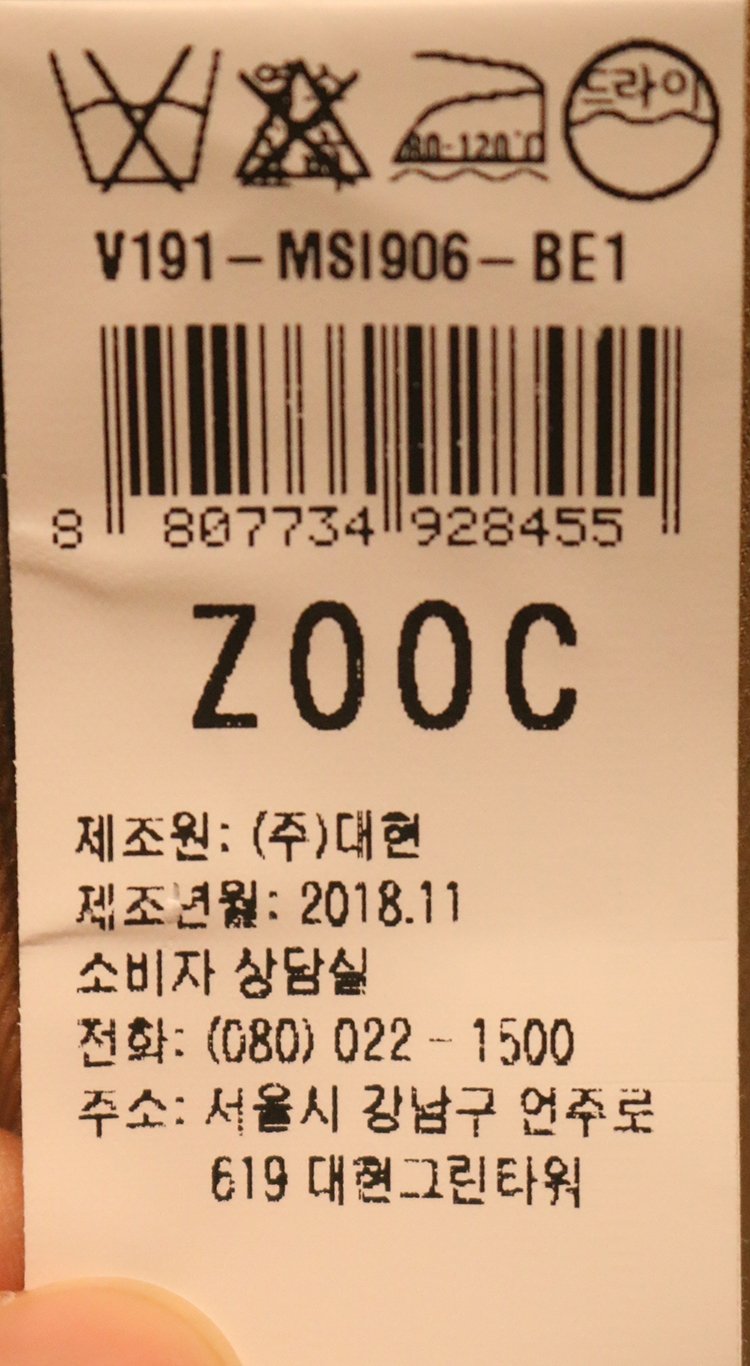 80-120°C 드라이
V191-MSI906-BE1
8 807734 928455
ZOOC
제조원: (주)대현
제조년월: 2018.11
소비자 상담실
전화: (080) 022-1500
주소: 서울시 강남구 언주로
619 대현그린타워